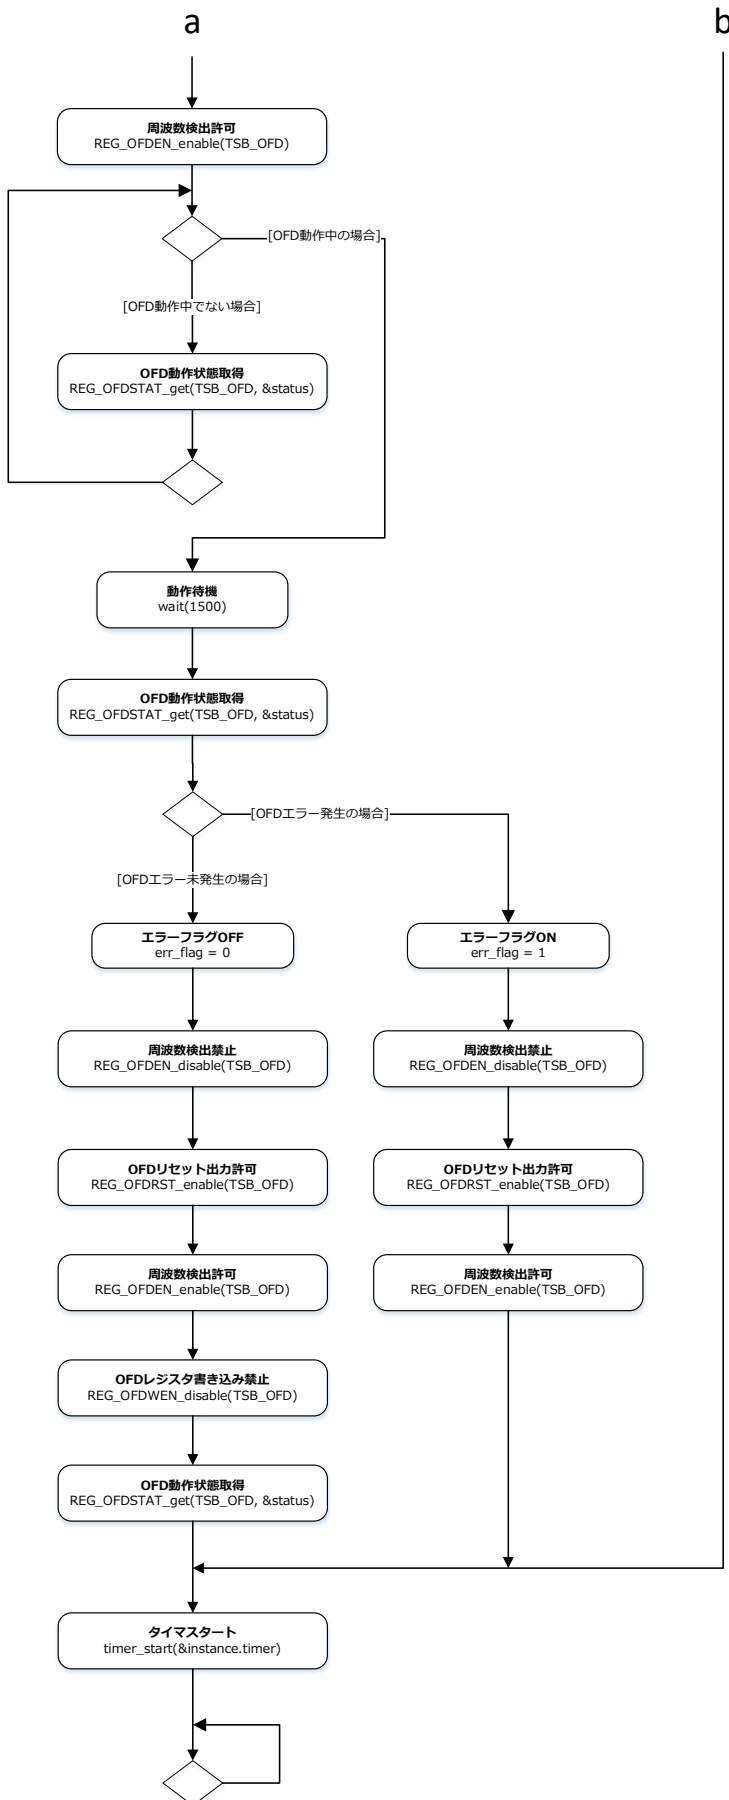 a
b
周波数検出許可
REG_OFDEN_enable(TSB_OFD)
[OFD動作中の場合]
[OFD動作中でない場合]
OFD動作状態取得
REG_OFDSTAT_get(TSB_OFD, &status)
動作待機
wait(1500)
OFD動作状態取得
REG_OFDSTAT_get(TSB_OFD, &status)
[OFDエラー発生の場合]
[OFDエラー未発生の場合]
エラーフラグOFF
err_flag = 0
エラーフラグON
err_flag = 1
周波数検出禁止
REG_OFDEN_disable(TSB_OFD)
周波数検出禁止
REG_OFDEN_disable(TSB_OFD)
OFDリセット出力許可
REG_OFDRST_enable(TSB_OFD)
OFDリセット出力許可
REG_OFDRST_enable(TSB_OFD)
周波数検出許可
REG_OFDEN_enable(TSB_OFD)
周波数検出許可
REG_OFDEN_enable(TSB_OFD)
OFDレジスタ書き込み禁止
REG_OFDWEN_disable(TSB_OFD)
OFD動作状態取得
REG_OFDSTAT_get(TSB_OFD, &status)
タイマスタート
timer_start(&instance.timer)